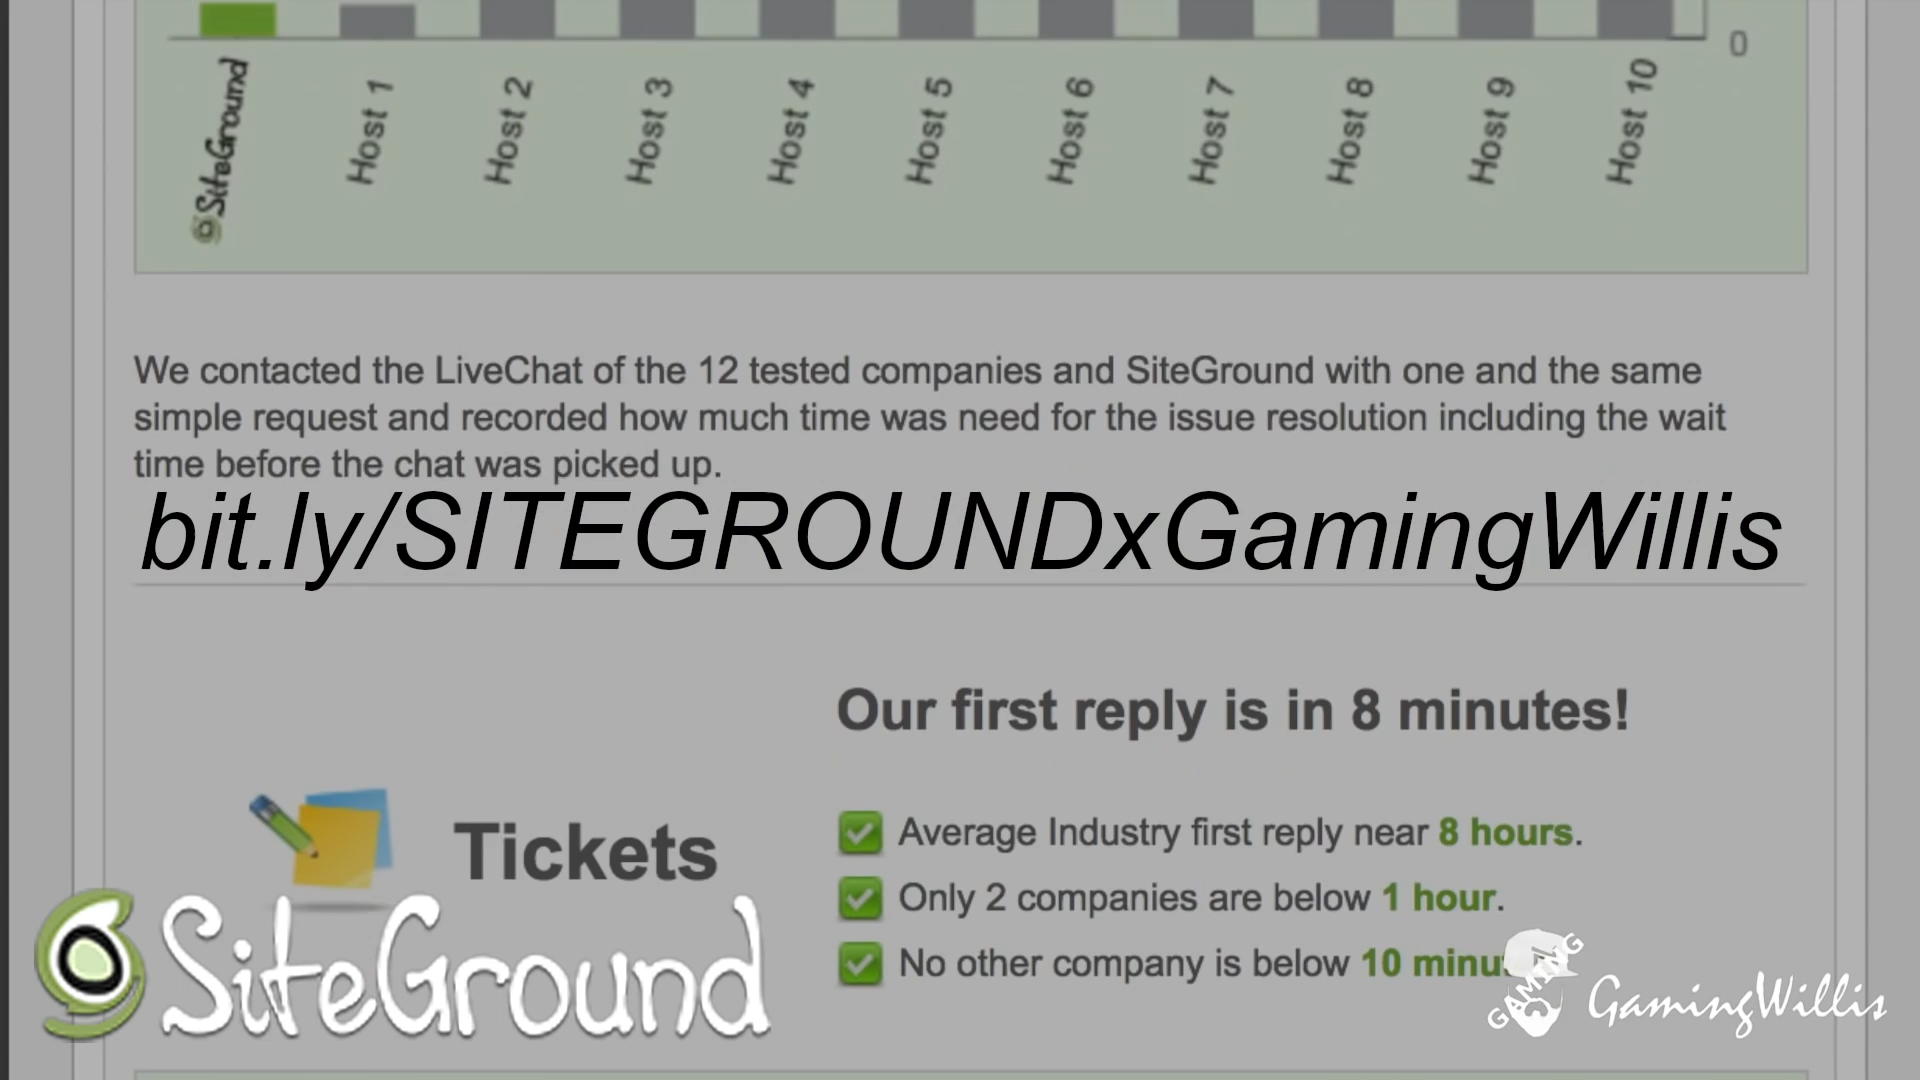 0
SiteGround
Host 1
Host 2
Host 3
Host 4
Host 5
Host 6
Host 7
Host 8
Host 9
Host 10
We contacted the LiveChat of the 12 tested companies and SiteGround with one and the same
simple request and recorded how much time was need for the issue resolution including the wait
time before the chat was picked up.
bit.ly/SITEGROUNDxGamingWillis
Our first reply is in 8 minutes!
Tickets
Average Industry first reply near 8 hours.
Only 2 companies are below 1 hour.
No other company is below 10
SiteGround
GAMING
GamingWillis